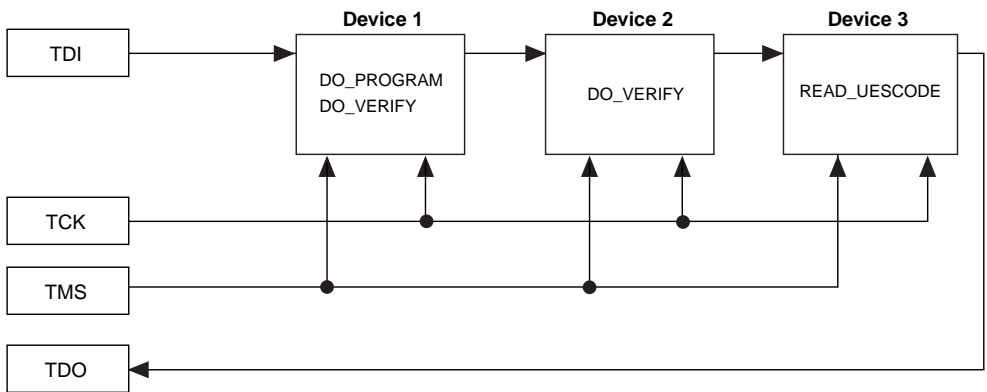 Device 1
Device 2
Device 3
TDI
DO_PROGRAM
DO_VERIFY
DO_VERIFY
READ_UESCODE
TCK
TMS
TDO